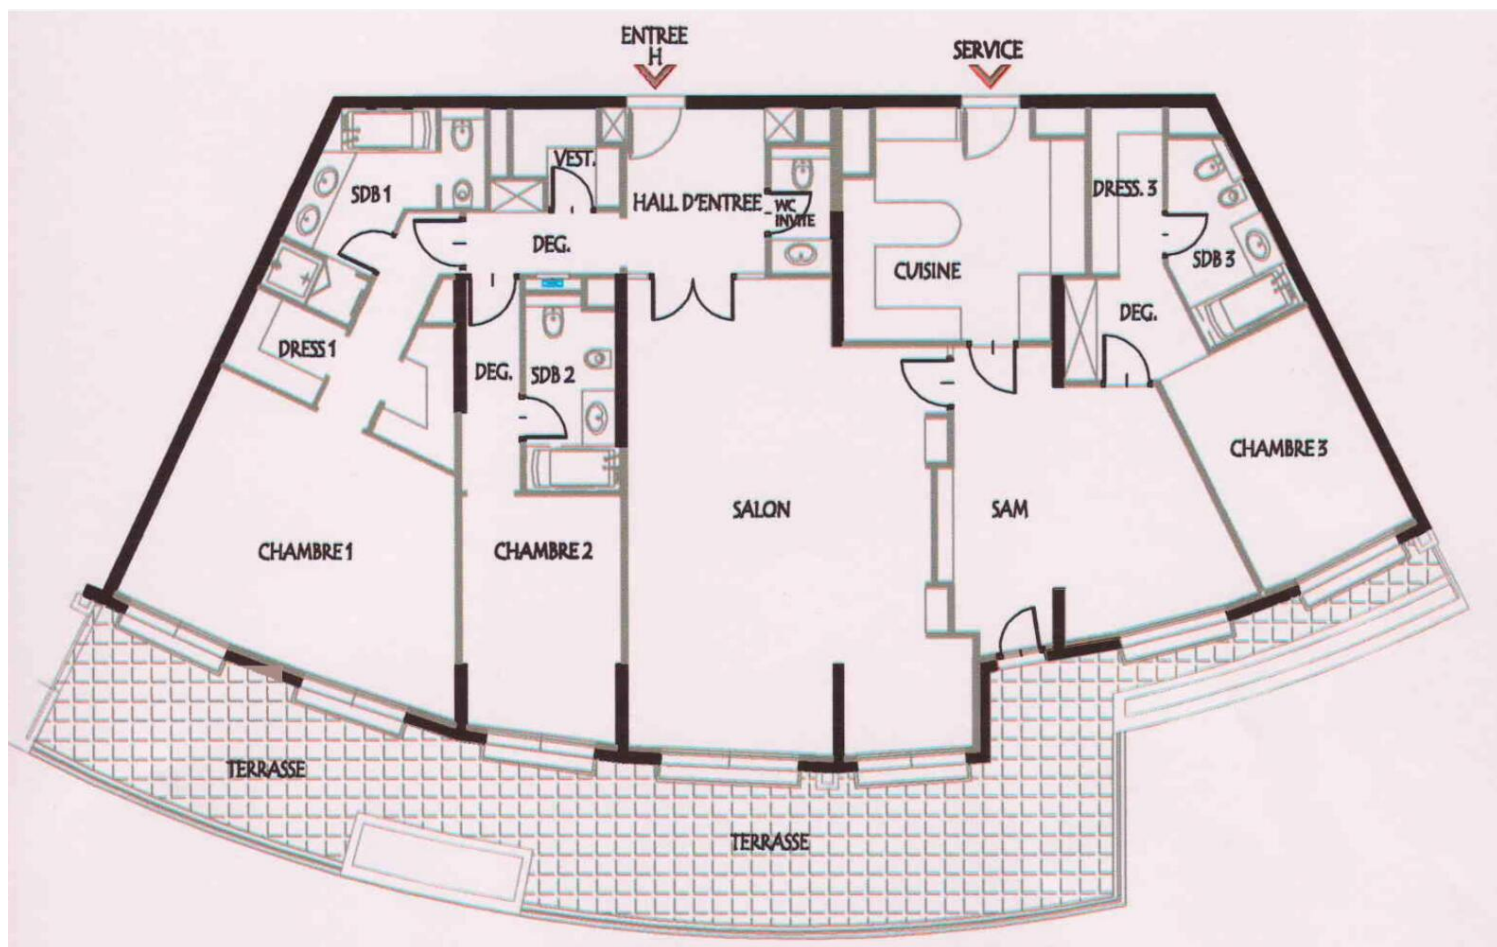 ENTREE
H
SERVICE
VEST.
SDB 1
HALL D'ENTREE
WC
INVITE
DRESS. 3
DEG.
CUISINE
SDB 3
DEG.
DRESS 1
DEG.
SDB 2
CHAMBRE 3
SALON
SAM
CHAMBRE 1
CHAMBRE 2
TERRASSE
TERRASSE